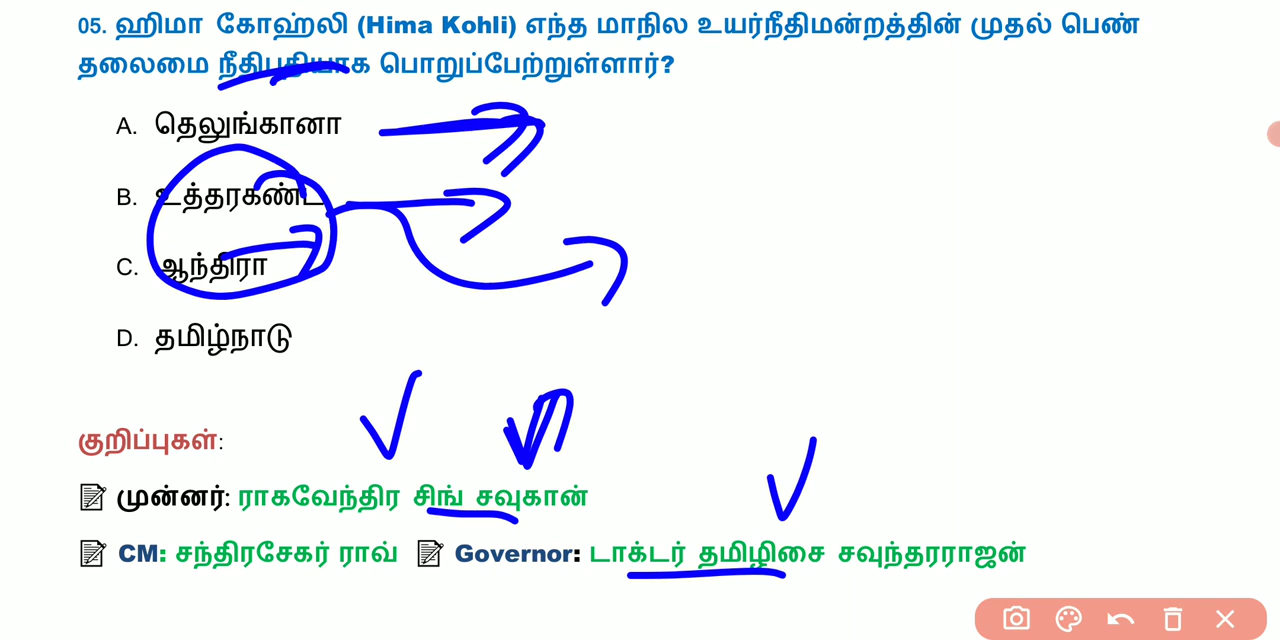 05. ஹிமா கோஹ்லி (Hima Kohli) எந்த மாநில உயர்நீதிமன்றத்தின் முதல் பெண்
தலைமை நீதிபதியாக பொறுப்பேற்றுள்ளார்?
A. தெலுங்கானா
B. உத்தரகண்ட்
C. ஆந்திரா
D. தமிழ்நாடு
குறிப்புகள்:
முன்னர்: ராகவேந்திர சிங் சவுகான்
CM: சந்திரசேகர் ராவ் Governor: டாக்டர் தமிழிசை சவுந்தரராஜன்